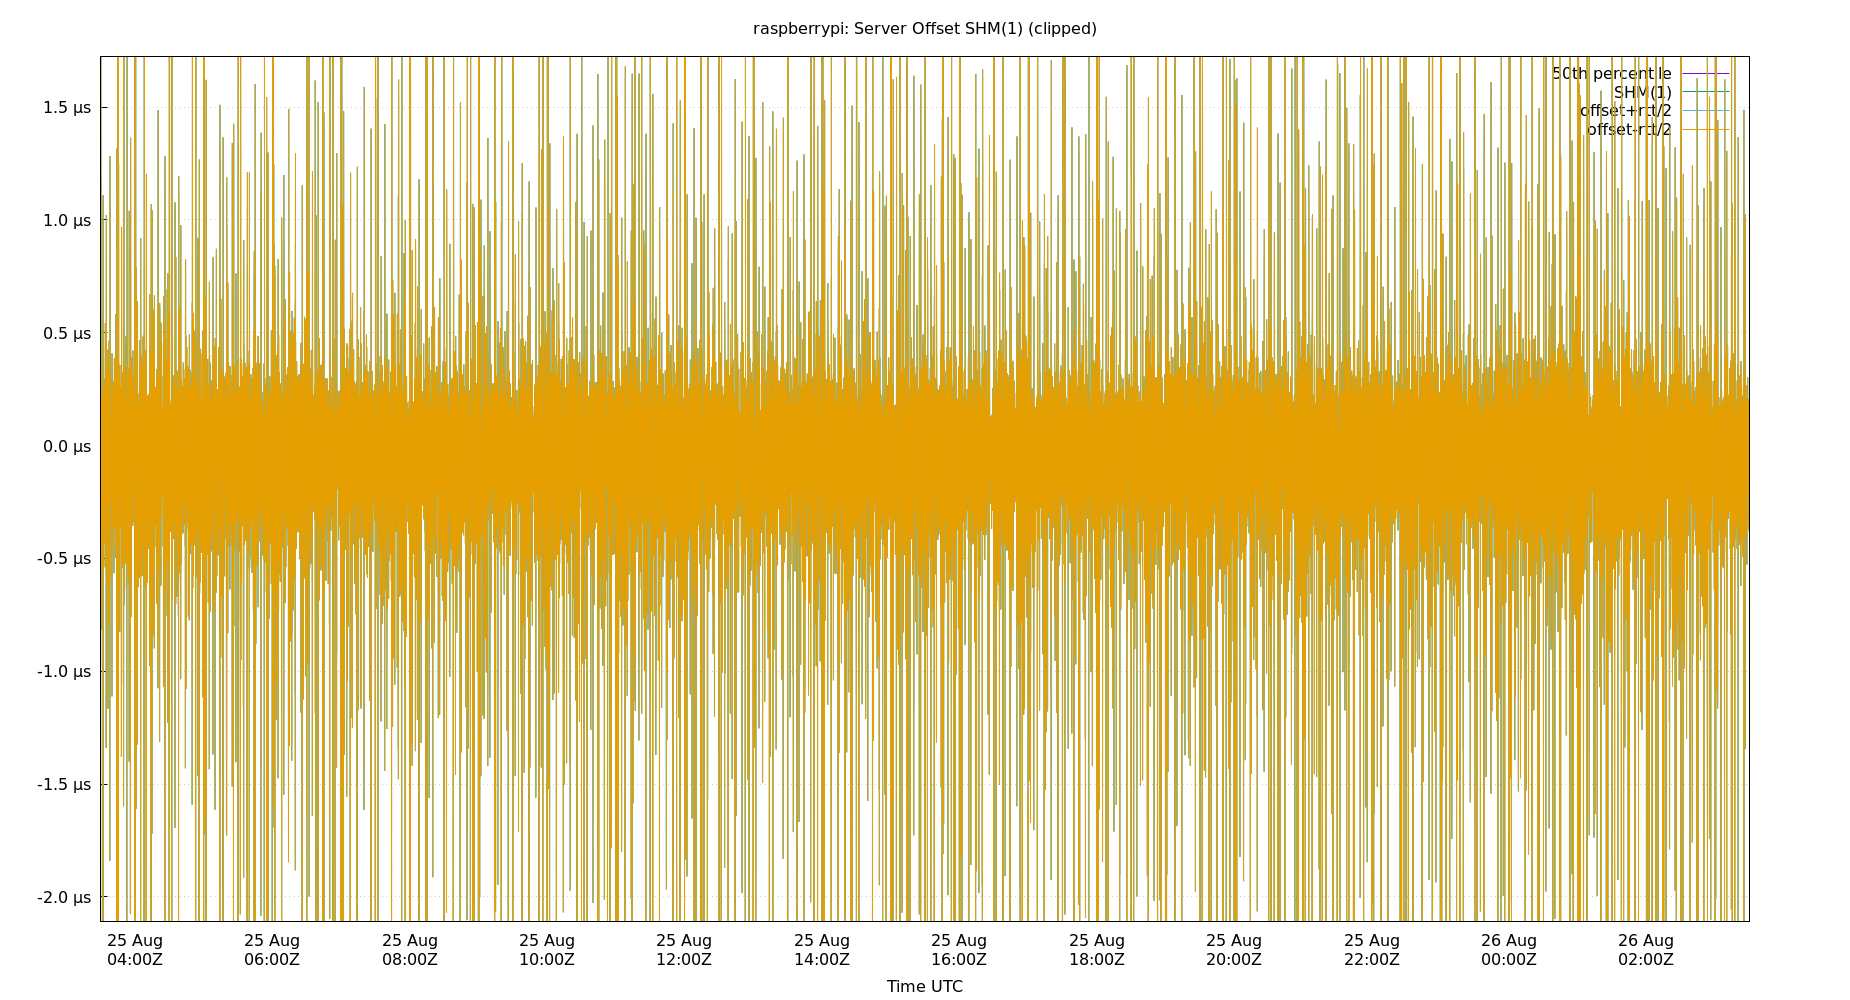 raspberrypi: Server Offset SHM(1) (clipped)
50th percentile
SHM(1)
offset+rtt/2
offset-rtt/2
1.5 µs
1.0 µs
0.5 µs
0.0 µs
-0.5 µs
-1.0 µs
-1.5 µs
-2.0 µs
25 Aug 25 Aug 25 Aug 25 Aug 25 Aug 25 Aug 25 Aug 25 Aug 25 Aug 25 Aug 26 Aug 26 Aug
04:00Z 06:00Z 08:00Z 10:00Z 12:00Z 14:00Z 16:00Z 18:00Z 20:00Z 22:00Z 00:00Z 02:00Z
Time UTC